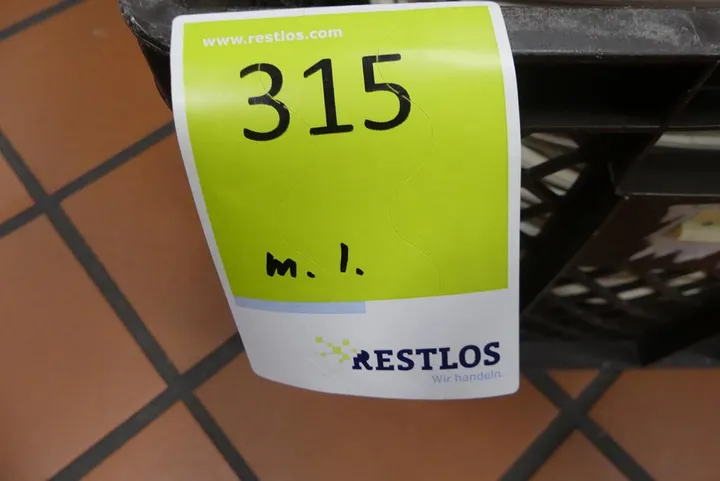 www.restlos.com
315
m. l.
RESTLOS
Wir handeln.